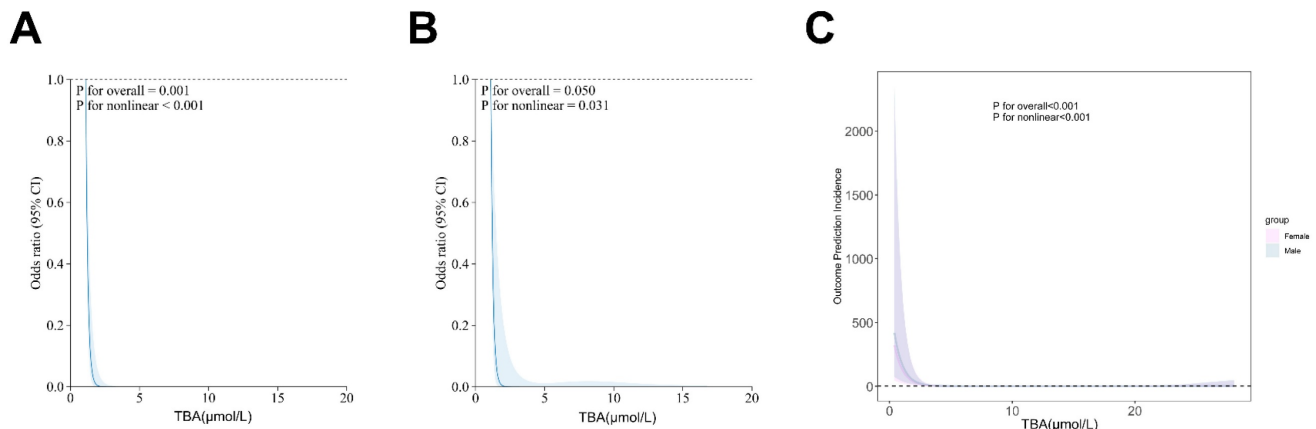 A
1.0
P for overall = 0.001
P for nonlinear < 0.001
0.8
0.6
0.4
0.2
0.0
0
5
10
15
20
Odds ratio (95% CI)
TBA(μmol/L)
B
1.0
P for overall = 0.050
P for nonlinear = 0.031
0.8
0.6
0.4
0.2
0.0
0
5
10
15
20
Odds ratio (95% CI)
TBA(μmol/L)
C
P for overall<0.001
P for nonlinear<0.001
2000
1500
1000
500
0
0
10
20
Outcome Prediction Incidence
TBA(μmol/L)
group
Female
Male